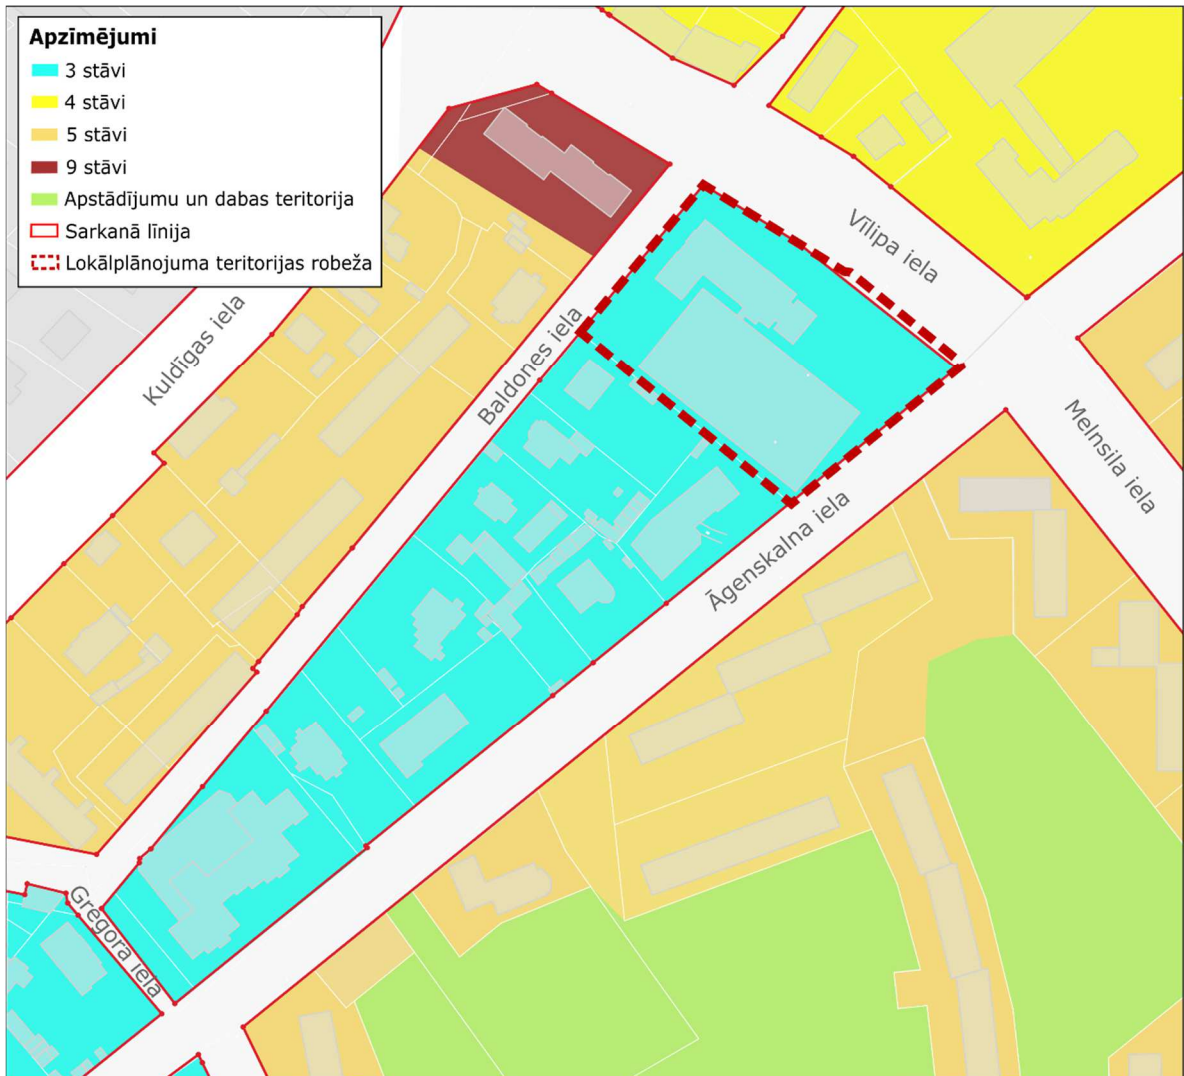 Apzīmējumi
3 stāvi
4 stāvi
5 stāvi
9 stāvi
Apstādījumu un dabas teritorija
Sarkanā līnija
Lokālplānojuma teritorijas robeža
Vīlipa iela
Kuldīgas iela
Baldones iela
Melnsila iela
Āgenskalna iela
Gregora iela